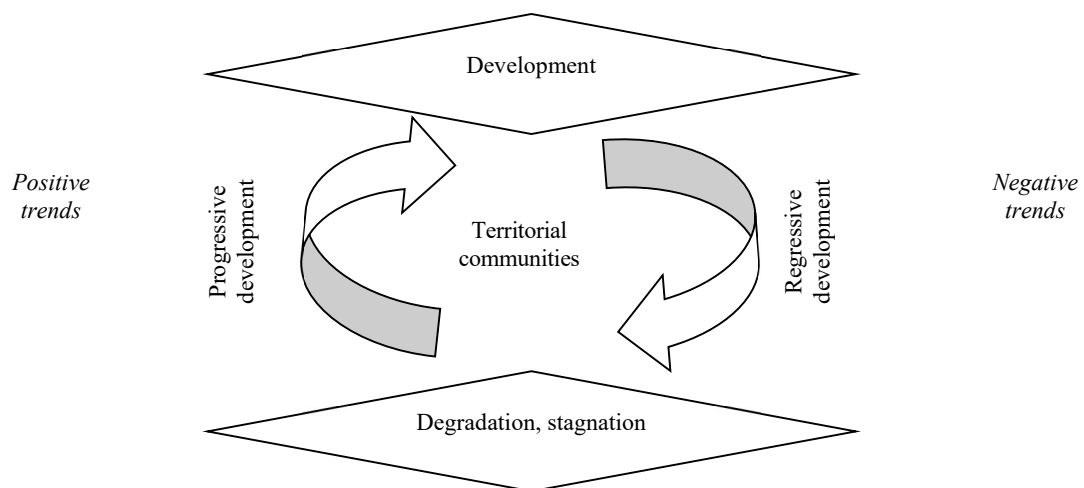 Development
Positive
trends
Progressive
development
Territorial
communities
Regressive
development
Negative
trends
Degradation, stagnation